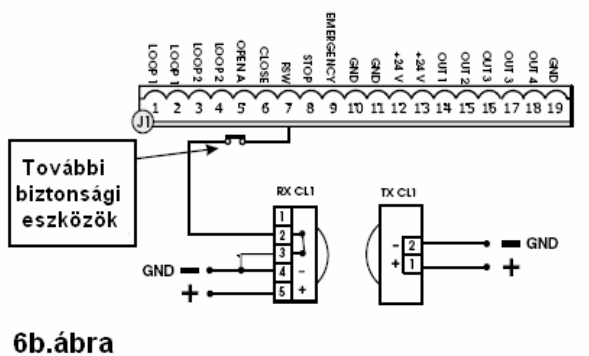 LOOP 1 LOOP 1 LOOP 2 LOOP 2 OPEN A CLOSE FSW STOP EMERGENCY GND GND +24 V +24 V OUT 1 OUT 2 OUT 3 OUT 3 OUT 4 GND
1 2 3 4 5 6 7 8 9 10 11 12 13 14 15 16 17 18 19
J1
További
biztonsági
eszközök
RX CL1
TX CL1
1
2
3
GND − 4 −
+ 5 +
− 2 − GND
+ 1 +
6b.ábra